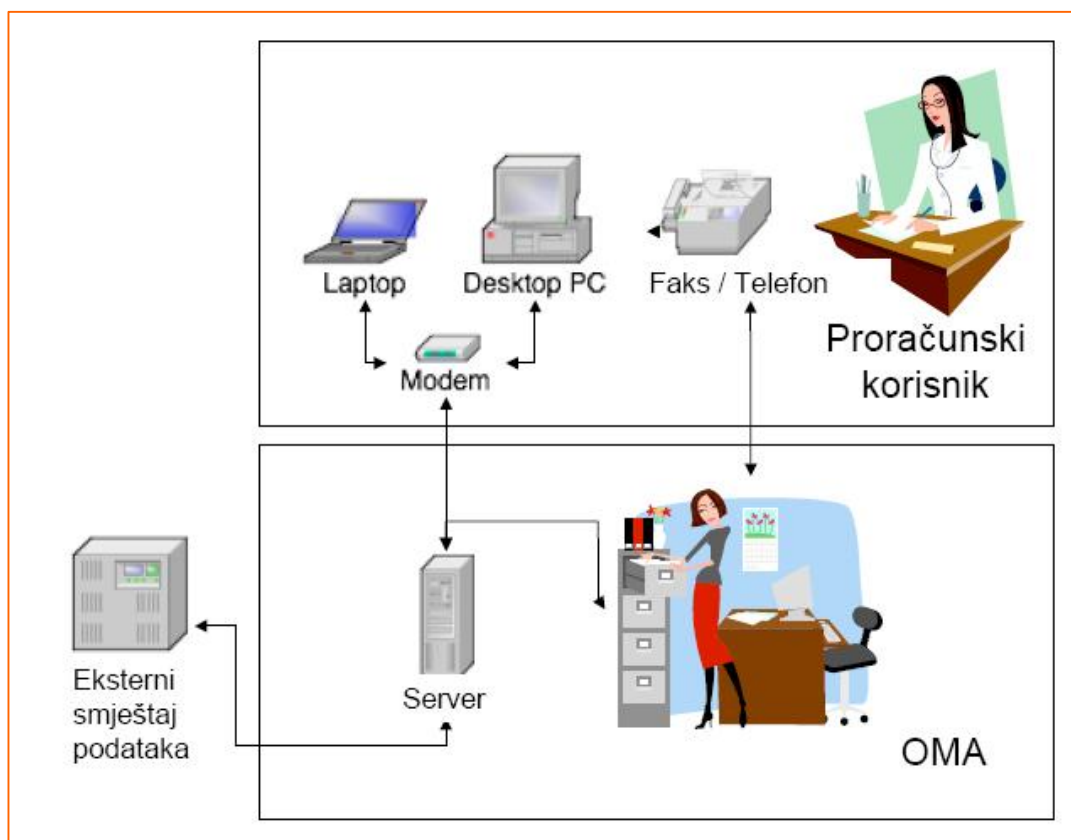 Laptop
Desktop PC
Faks / Telefon
Modem
Proračunski
korisnik
Eksterni
smještaj
podataka
Server
OMA